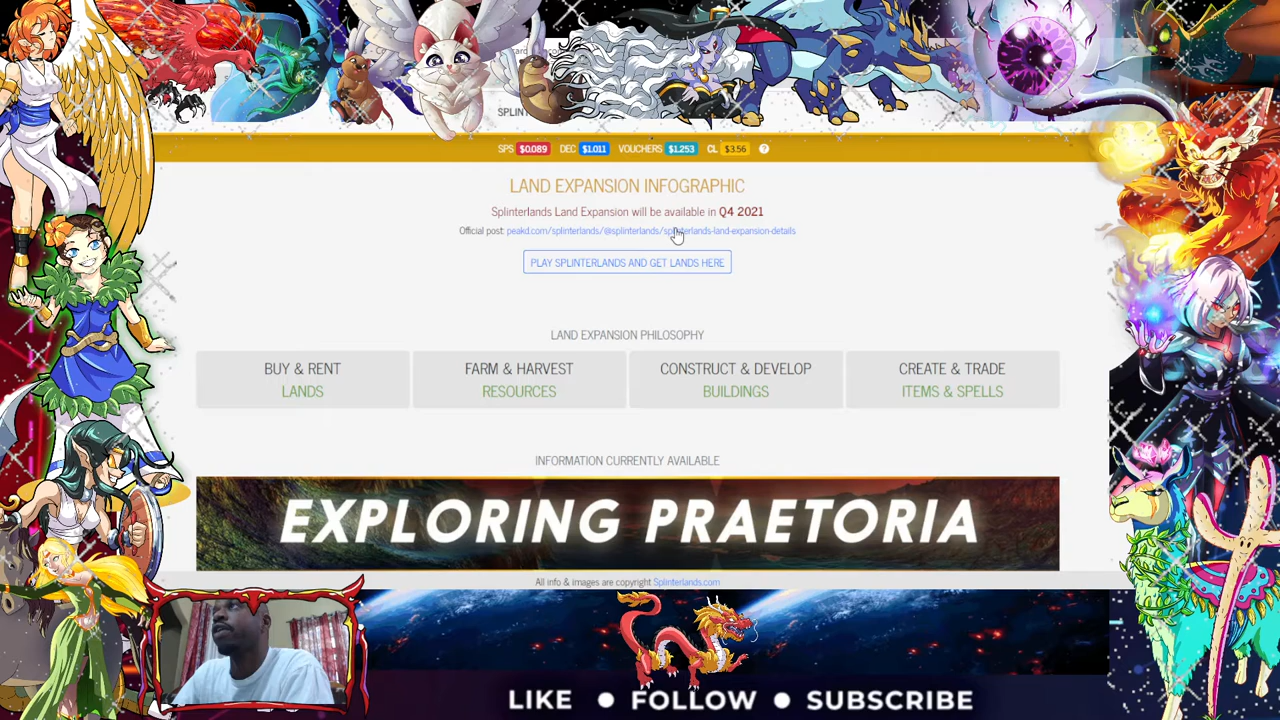 SPLINT
SPS $0.089 DEC $1.011 VOUCHERS $1.253 CL $3.56 ?
LAND EXPANSION INFOGRAPHIC
Splinterlands Land Expansion will be available in Q4 2021
Official post: peakd.com/splinterlands/@splinterlands/splinterlands-land-expansion-details
PLAY SPLINTERLANDS AND GET LANDS HERE
LAND EXPANSION PHILOSOPHY
BUY & RENT
LANDS
FARM & HARVEST
RESOURCES
CONSTRUCT & DEVELOP
BUILDINGS
CREATE & TRADE
ITEMS & SPELLS
INFORMATION CURRENTLY AVAILABLE
EXPLORING PRAETORIA
All info & images are copyright Splinterlands.com
LIKE ● FOLLOW ● SUBSCRIBE